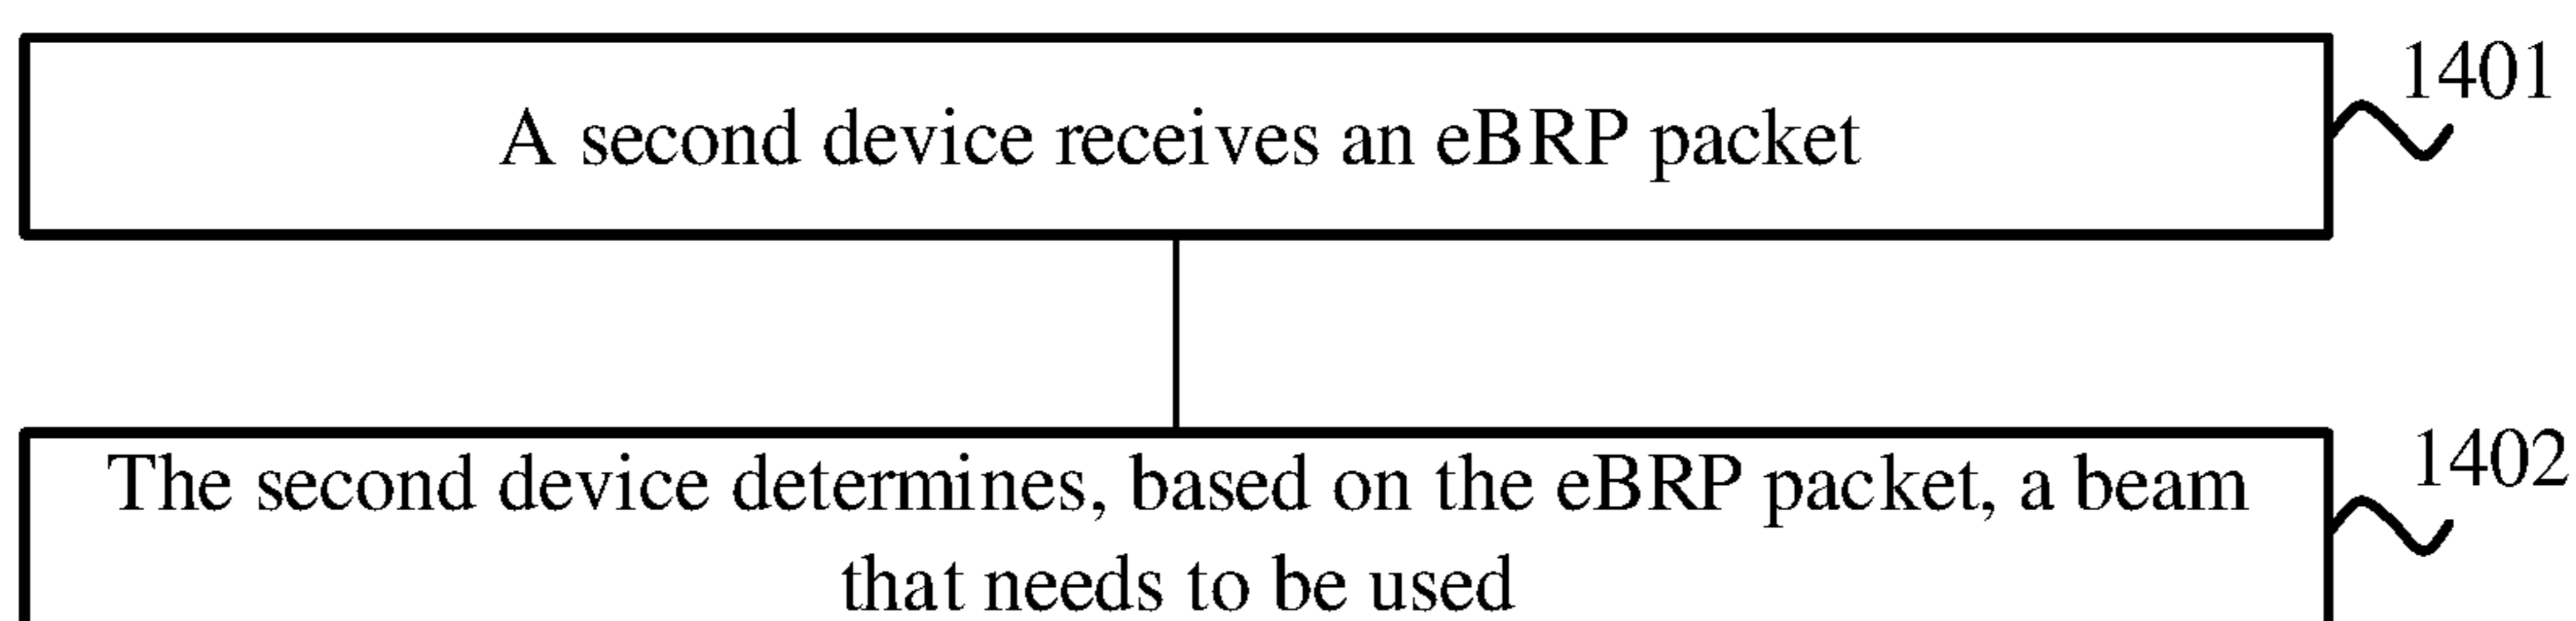 A second device receives an eBRP packet
1401
The second device determines, based on the eBRP packet, a beam
that needs to be used
1402